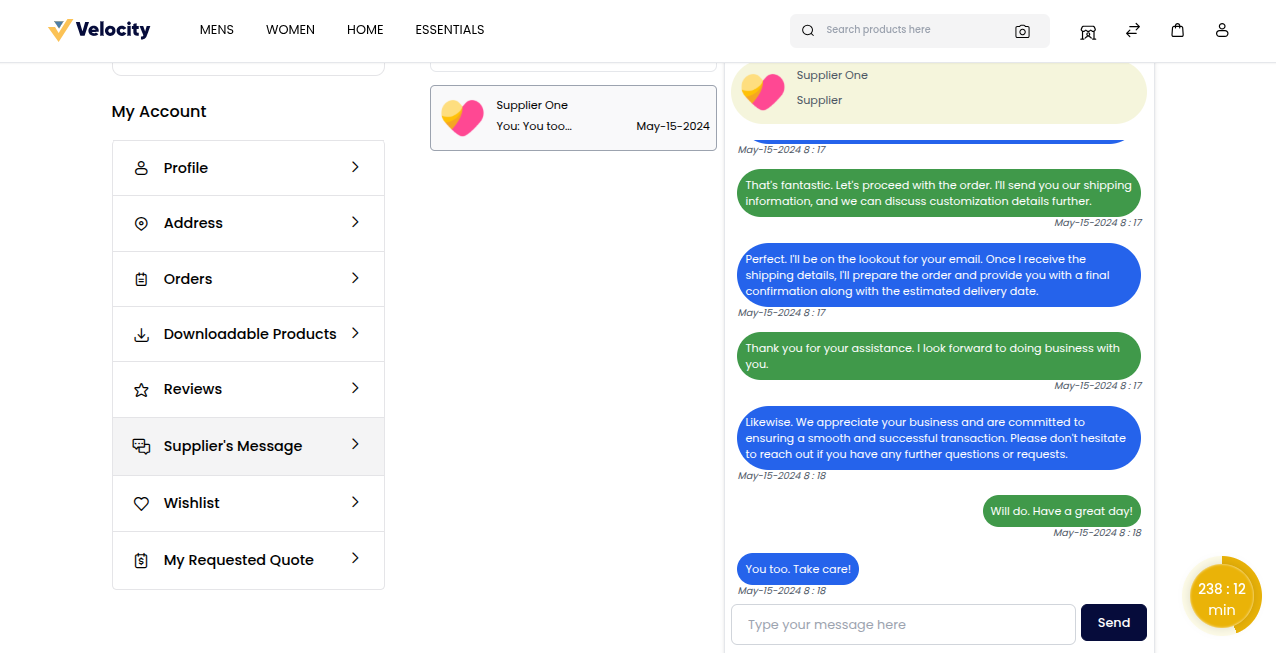 Velocity
MENS
WOMEN
HOME
ESSENTIALS
Search products here
My Account
Profile
Address
Orders
Downloadable Products
Reviews
Supplier's Message
Wishlist
My Requested Quote
Supplier One
You: You too...
May-15-2024
Supplier One
Supplier
May-15-2024 8 : 17
That's fantastic. Let's proceed with the order. I'll send you our shipping
information, and we can discuss customization details further.
May-15-2024 8 : 17
Perfect. I'll be on the lookout for your email. Once I receive the
shipping details, I'll prepare the order and provide you with a final
confirmation along with the estimated delivery date.
May-15-2024 8 : 17
Thank you for your assistance. I look forward to doing business with
you.
May-15-2024 8 : 17
Likewise. We appreciate your business and are committed to
ensuring a smooth and successful transaction. Please don't hesitate
to reach out if you have any further questions or requests.
May-15-2024 8 : 18
Will do. Have a great day!
May-15-2024 8 : 18
You too. Take care!
May-15-2024 8 : 18
Type your message here
Send
238 : 12
min